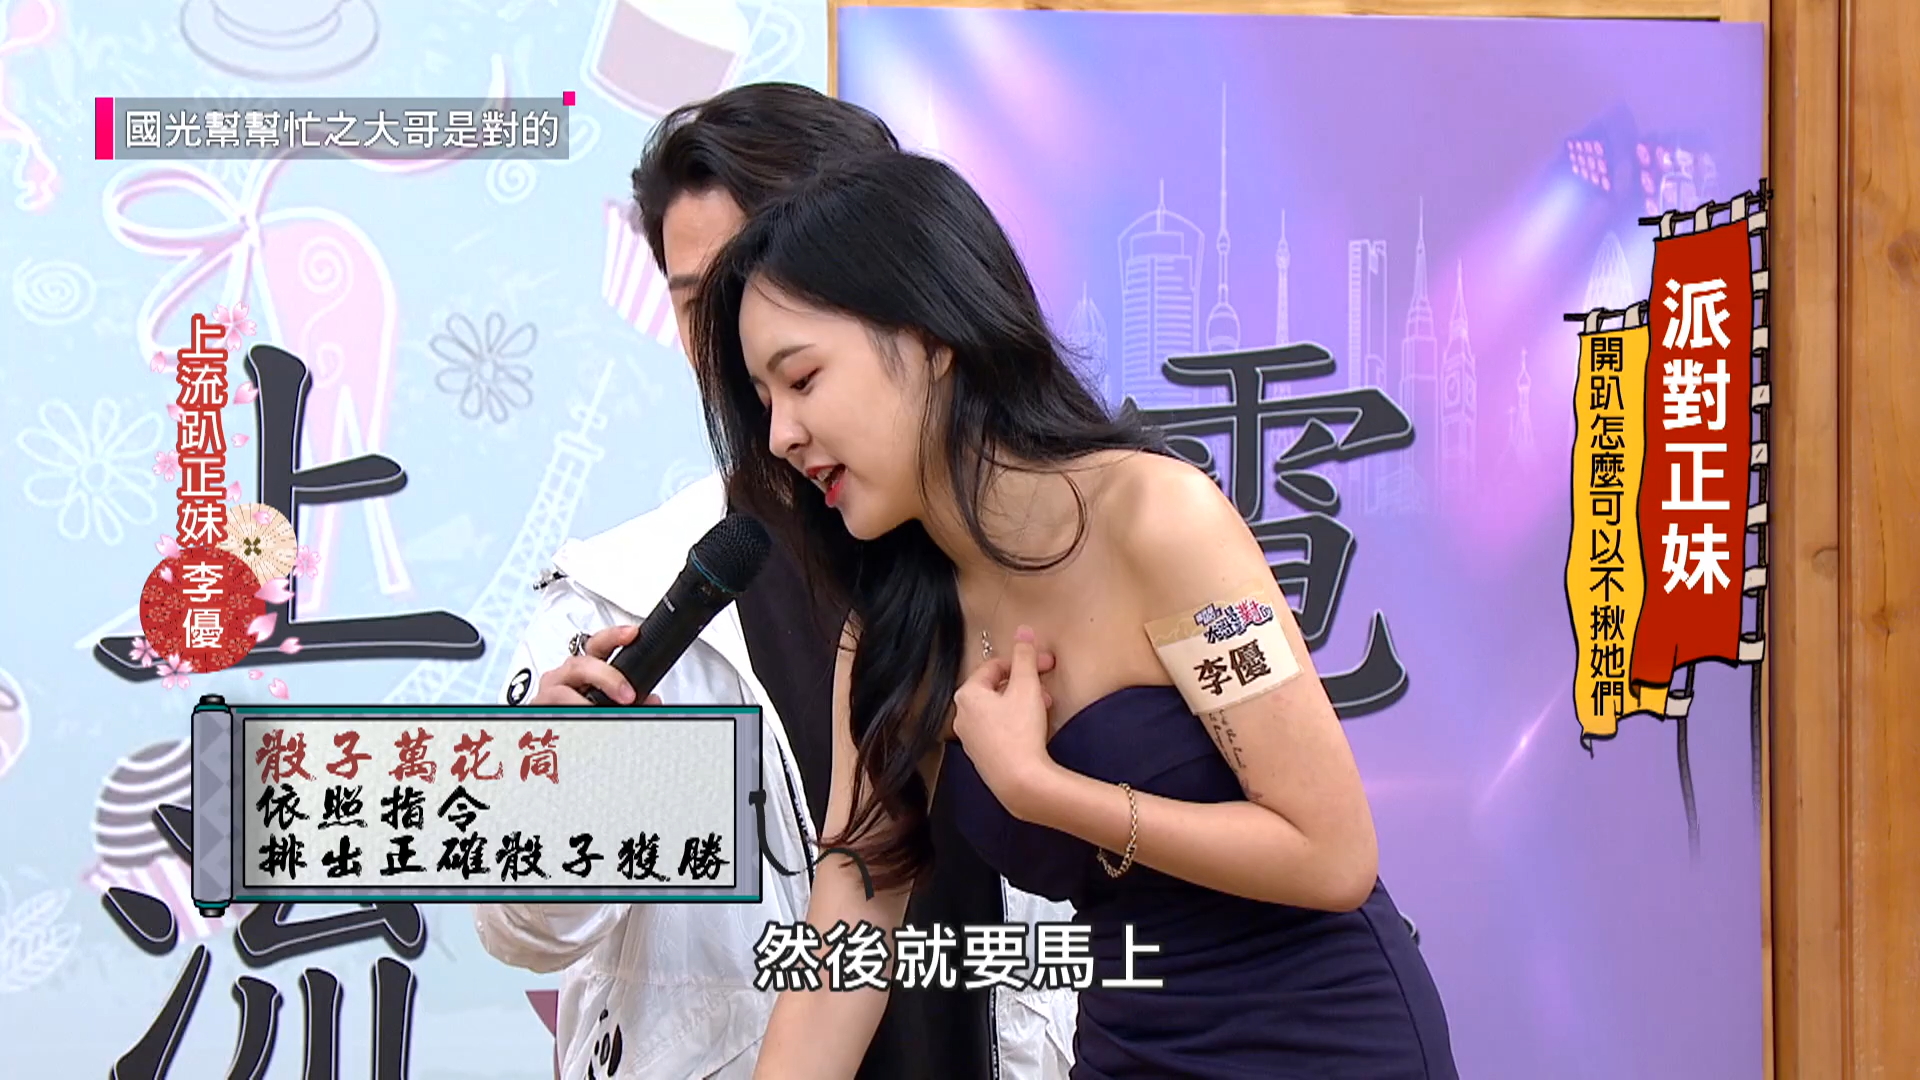 國光幫幫忙之大哥是對的
派對正妹
開趴怎麼可以不揪她們
上流趴正妹 李優
上流
電
李優
骰子萬花筒
依照指令
排出正確骰子獲勝
然後就要馬上